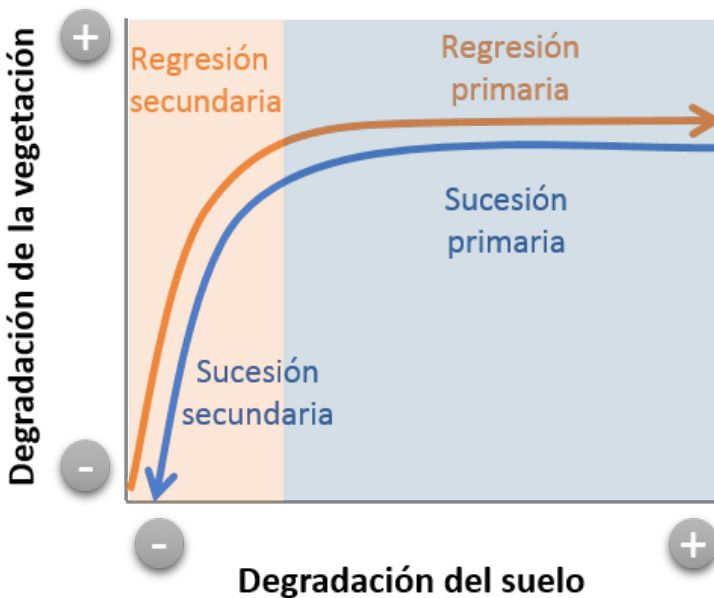 +
Regresión
secundaria
Regresión
primaria
Sucesión
primaria
Sucesión
secundaria
Degradación de la vegetación
-
-
+
Degradación del suelo